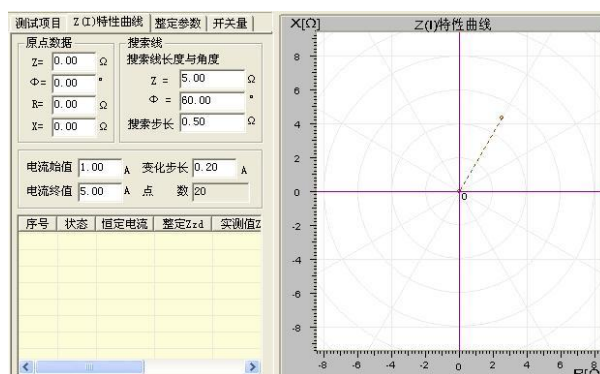 测试项目 Z(I)特性曲线 整定参数 开关量
原点数据
Z= 0.00 Ω
Φ= 0.00 °
R= 0.00 Ω
X= 0.00 Ω
搜索线
搜索线长度与角度
Z = 5.00 Ω
Φ = 60.00 °
搜索步长 0.50 Ω
电流始值 1.00 A 变化步长 0.20 A
电流终值 5.00 A 点 数 20
序号 状态 恒定电流 整定Zzd 实测值Z
X[Ω] Z(I)特性曲线
8
6
4
2
0
-2
-4
-6
-8
0
-8 -6 -4 -2 0 2 4 6 8
R[Ω]